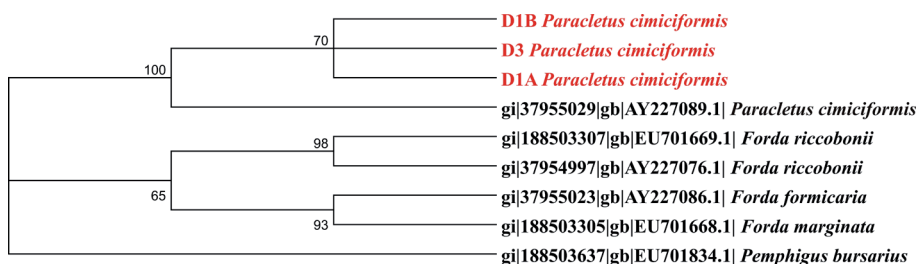 D1B Paracletus cimiciformis
70
D3 Paracletus cimiciformis
100
D1A Paracletus cimiciformis
gi|37955029|gb|AY227089.1| Paracletus cimiciformis
gi|188503307|gb|EU701669.1| Forda riccobonii
98
gi|37954997|gb|AY227076.1| Forda riccobonii
65
gi|37955023|gb|AY227086.1| Forda formicaria
93
gi|188503305|gb|EU701668.1| Forda marginata
gi|188503637|gb|EU701834.1| Pemphigus bursarius